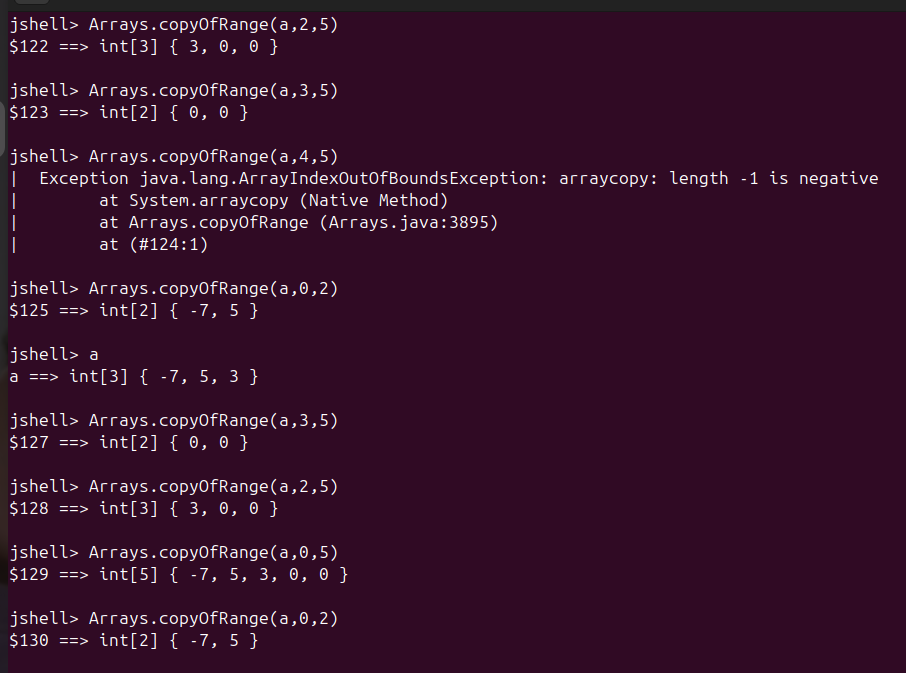 jshell> Arrays.copyOfRange(a,2,5)
$122 ==> int[3] { 3, 0, 0 }
jshell> Arrays.copyOfRange(a,3,5)
$123 ==> int[2] { 0, 0 }
jshell> Arrays.copyOfRange(a,4,5)
|  Exception java.lang.ArrayIndexOutOfBoundsException: arraycopy: length -1 is negative
|        at System.arraycopy (Native Method)
|        at Arrays.copyOfRange (Arrays.java:3895)
|        at (#124:1)
jshell> Arrays.copyOfRange(a,0,2)
$125 ==> int[2] { -7, 5 }
jshell> a
a ==> int[3] { -7, 5, 3 }
jshell> Arrays.copyOfRange(a,3,5)
$127 ==> int[2] { 0, 0 }
jshell> Arrays.copyOfRange(a,2,5)
$128 ==> int[3] { 3, 0, 0 }
jshell> Arrays.copyOfRange(a,0,5)
$129 ==> int[5] { -7, 5, 3, 0, 0 }
jshell> Arrays.copyOfRange(a,0,2)
$130 ==> int[2] { -7, 5 }